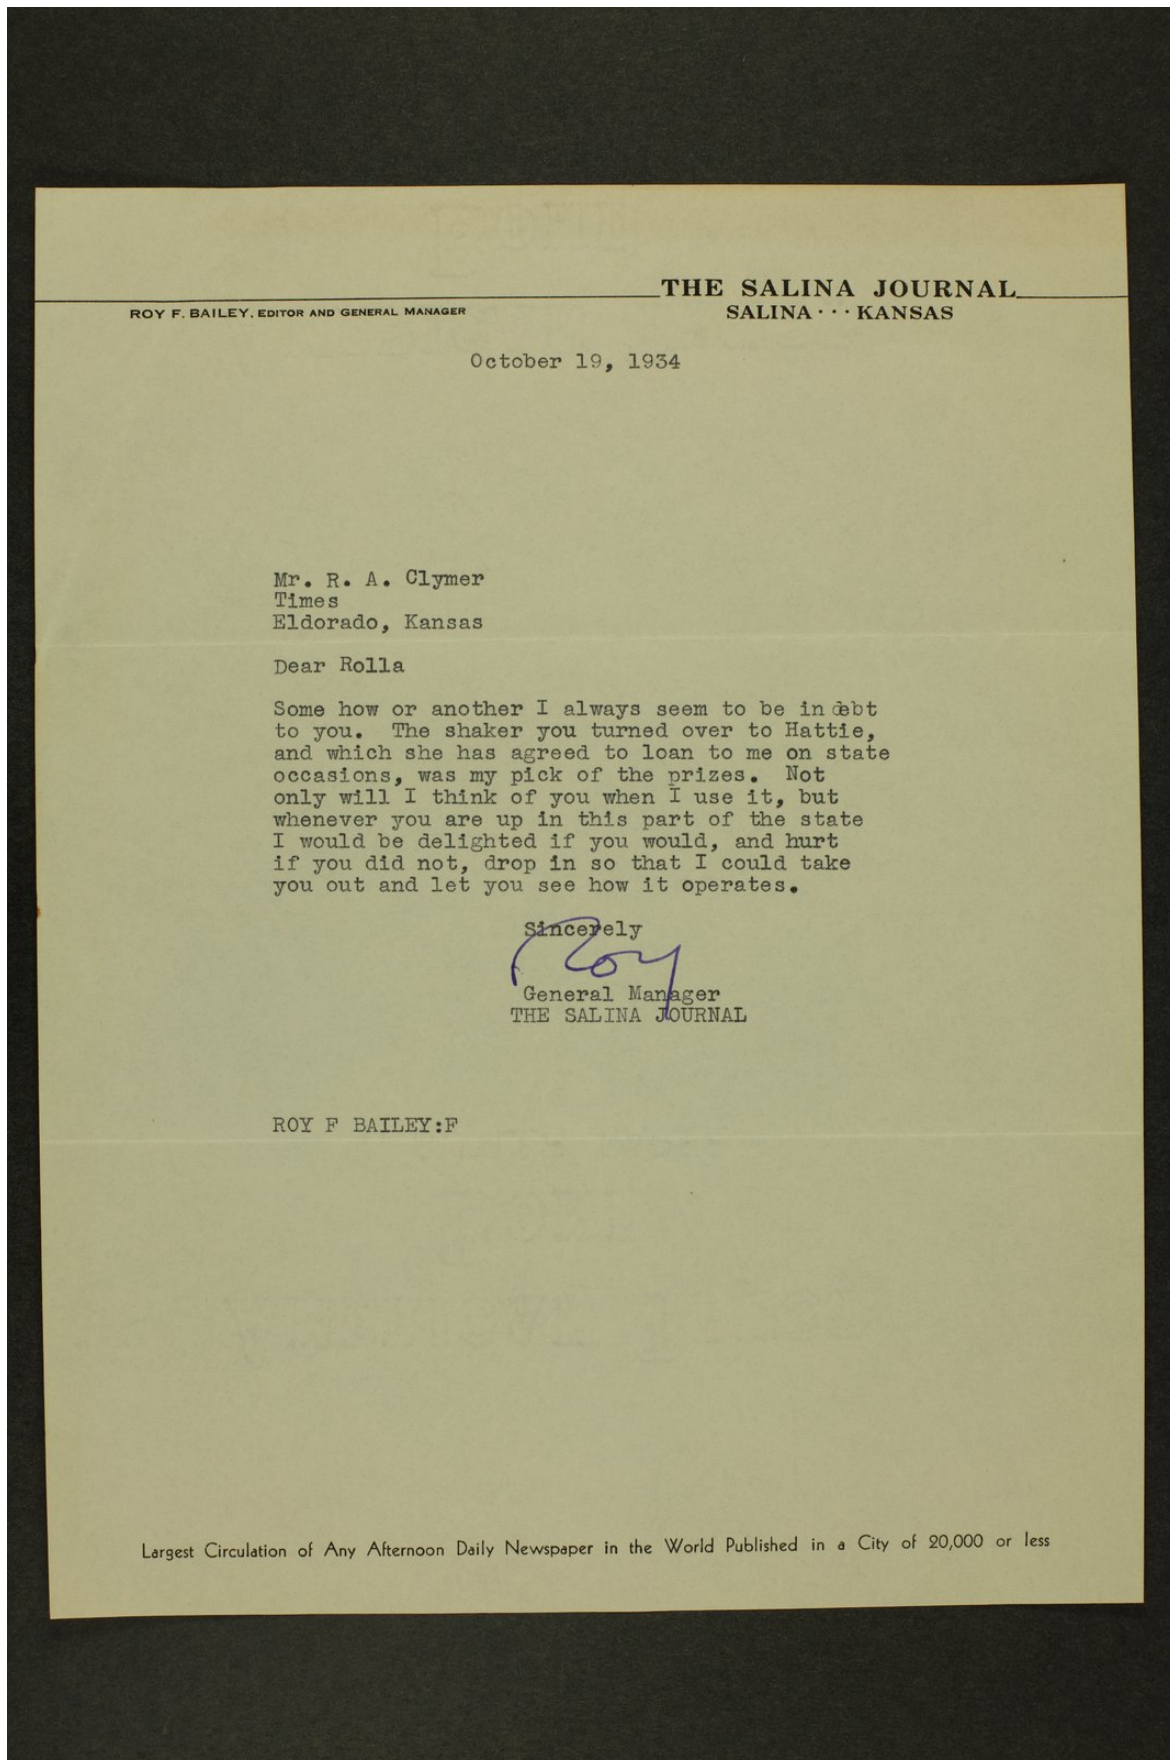 THE SALINA JOURNAL
ROY F. BAILEY, EDITOR AND GENERAL MANAGER
SALINA · · · KANSAS
October 19, 1934
Mr. R. A. Clymer
Times
Eldorado, Kansas
Dear Rolla
Some how or another I always seem to be in debt
to you. The shaker you turned over to Hattie,
and which she has agreed to loan to me on state
occasions, was my pick of the prizes. Not
only will I think of you when I use it, but
whenever you are up in this part of the state
I would be delighted if you would, and hurt
if you did not, drop in so that I could take
you out and let you see how it operates.
Sincerely
Roy
General Manager
THE SALINA JOURNAL
ROY F BAILEY:F
Largest Circulation of Any Afternoon Daily Newspaper in the World Published in a City of 20,000 or less